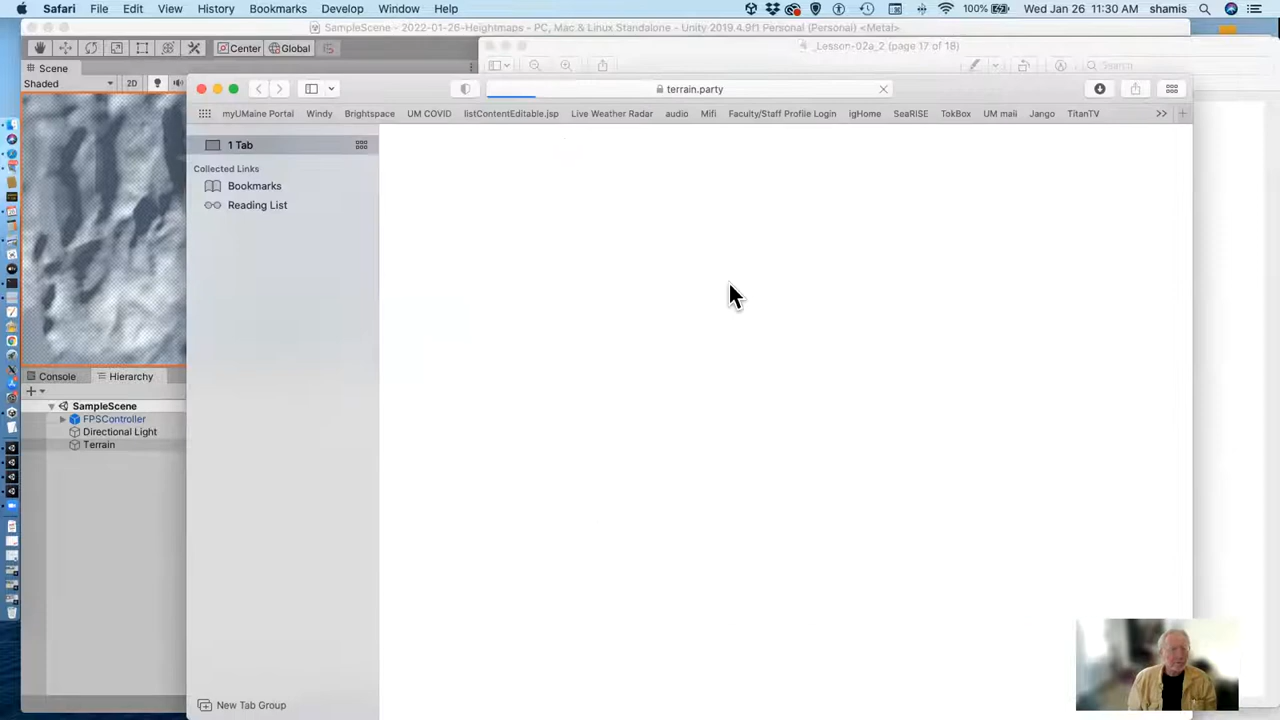 Safari File Edit View History Bookmarks Develop Window Help 100% Wed Jan 26 11:30 AM shamis
SampleScene - 2022-01-26-Heightmaps - PC, Mac & Linux Standalone - Unity 2019.4.9f1 Personal (Personal) <Metal>
Center Global
_Lesson-02a_2 (page 17 of 18)
Search
Scene
Shaded 2D
terrain.party
myUMaine Portal Windy Brightspace UM COVID listContentEditable.jsp Live Weather Radar audio Mifi Faculty/Staff Profile Login igHome SeaRISE TokBox UM mail Jango TitanTV >>
1 Tab
Collected Links
Bookmarks
Reading List
Console Hierarchy
SampleScene
FPSController
Directional Light
Terrain
New Tab Group